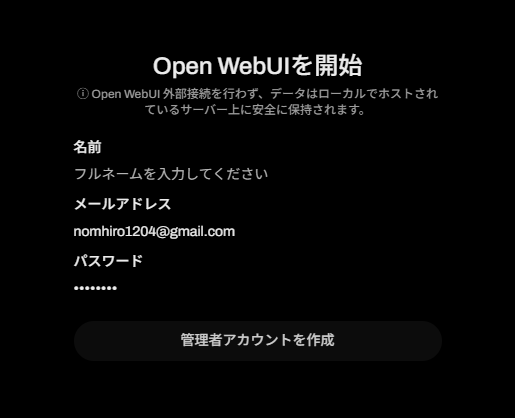 Open WebUIを開始
ⓘ Open WebUI 外部接続を行わず、データはローカルでホストされ
ているサーバー上に安全に保持されます。
名前
フルネームを入力してください
メールアドレス
nomhiro1204@gmail.com
パスワード
••••••••
管理者アカウントを作成